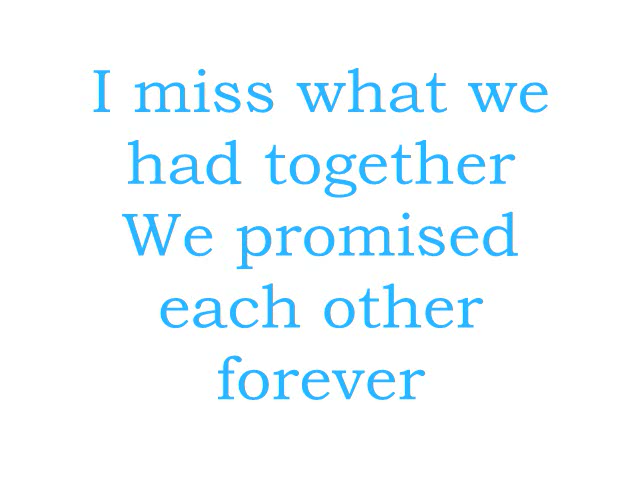 I miss what we
had together
We promised
each other
forever